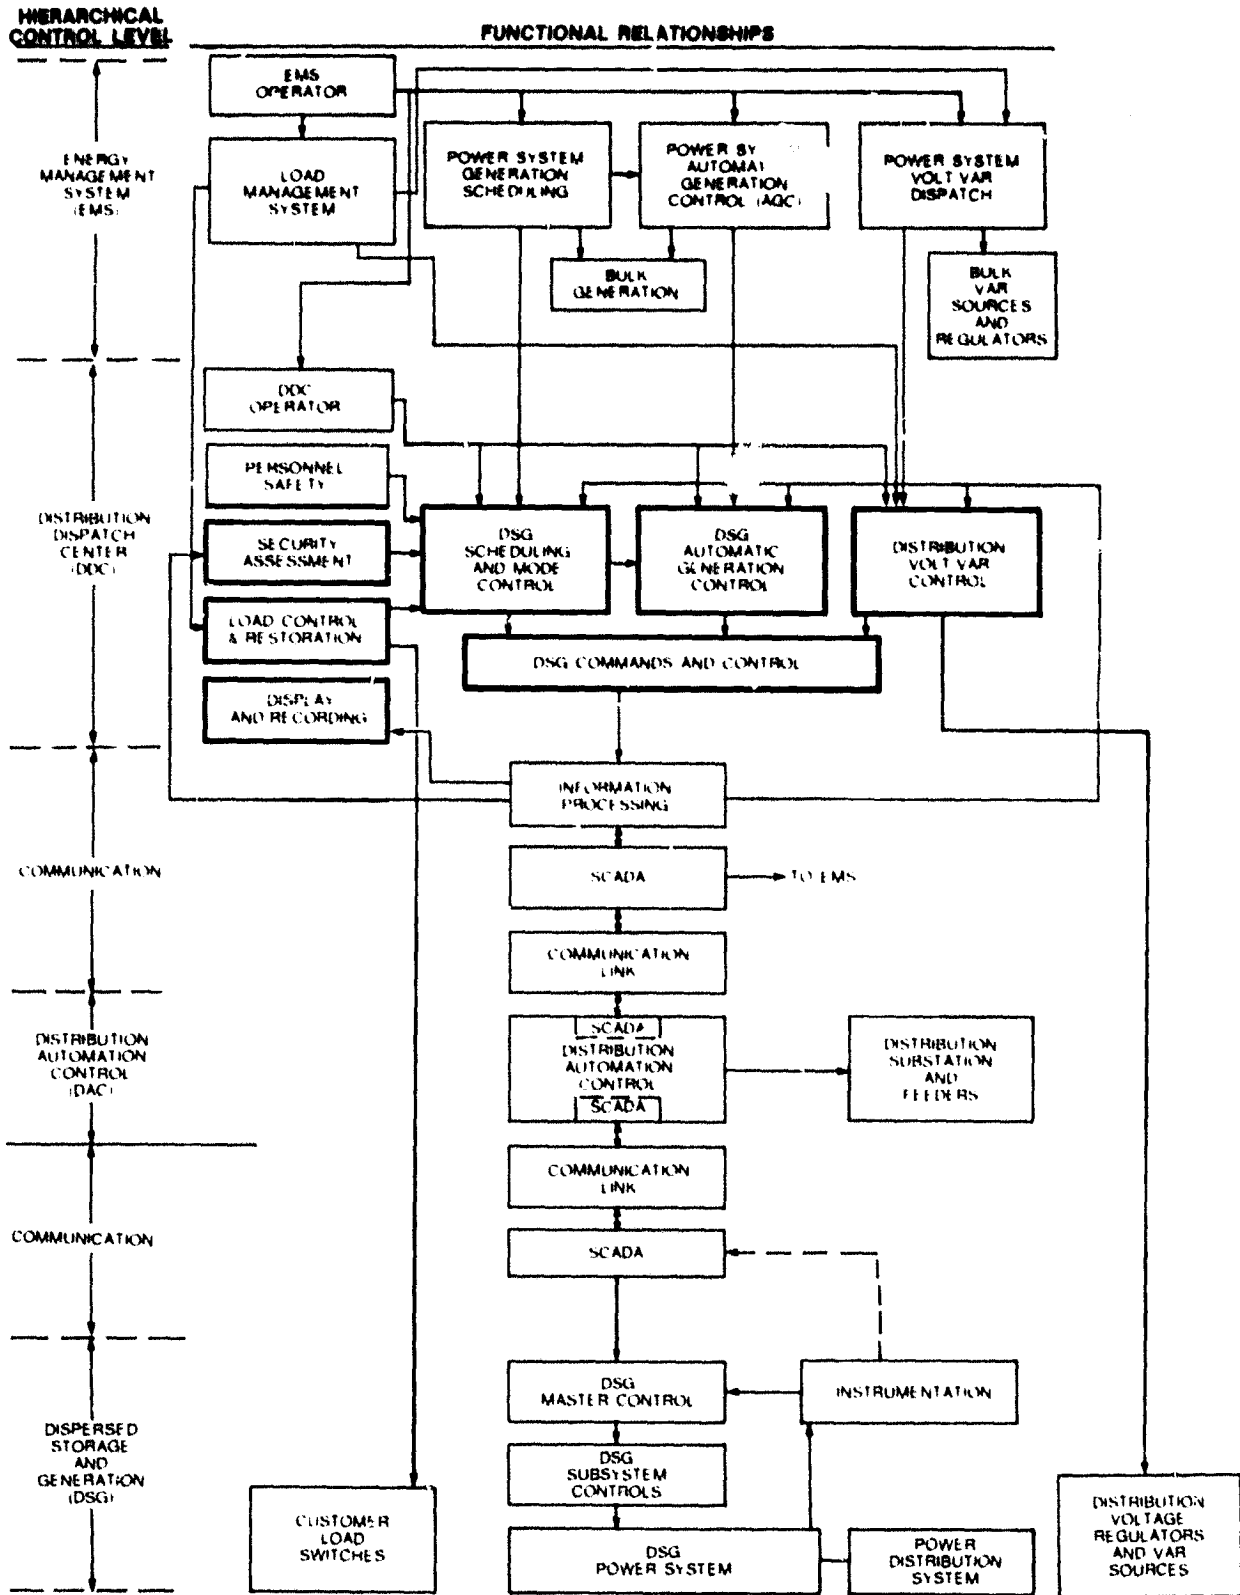 HIERARCHICAL
CONTROL LEVEL
FUNCTIONAL RELATIONSHIPS
ENERGY
MANAGEMENT
SYSTEM
(EMS)
EMS
OPERATOR
LOAD
MANAGEMENT
SYSTEM
POWER SYSTEM
GENERATION
SCHEDULING
POWER SY
AUTOMAT
GENERATION
CONTROL (AGC)
POWER SYSTEM
VOLT VAR
DISPATCH
BULK
GENERATION
BULK
VAR
SOURCES
AND
REGULATORS
DISTRIBUTION
DISPATCH
CENTER
(DDC)
DDC
OPERATOR
PERSONNEL
SAFETY
SECURITY
ASSESSMENT
LOAD CONTROL
& RESTORATION
DISPLAY
AND RECORDING
DSG
SCHEDULING
AND MODE
CONTROL
DSG
AUTOMATIC
GENERATION
CONTROL
DISTRIBUTION
VOLT VAR
CONTROL
DSG COMMANDS AND CONTROL
COMMUNICATION
INFORMATION
PROCESSING
SCADA
TO EMS
COMMUNICATION
LINK
DISTRIBUTION
AUTOMATION
CONTROL
(DAC)
SCADA
DISTRIBUTION
AUTOMATION
CONTROL
SCADA
DISTRIBUTION
SUBSTATION
AND
FEEDERS
COMMUNICATION
COMMUNICATION
LINK
SCADA
DISPERSED
STORAGE
AND
GENERATION
(DSG)
DSG
MASTER CONTROL
INSTRUMENTATION
DSG
SUBSYSTEM
CONTROLS
CUSTOMER
LOAD
SWITCHES
DSG
POWER SYSTEM
POWER
DISTRIBUTION
SYSTEM
DISTRIBUTION
VOLTAGE
REGULATORS
AND VAR
SOURCES